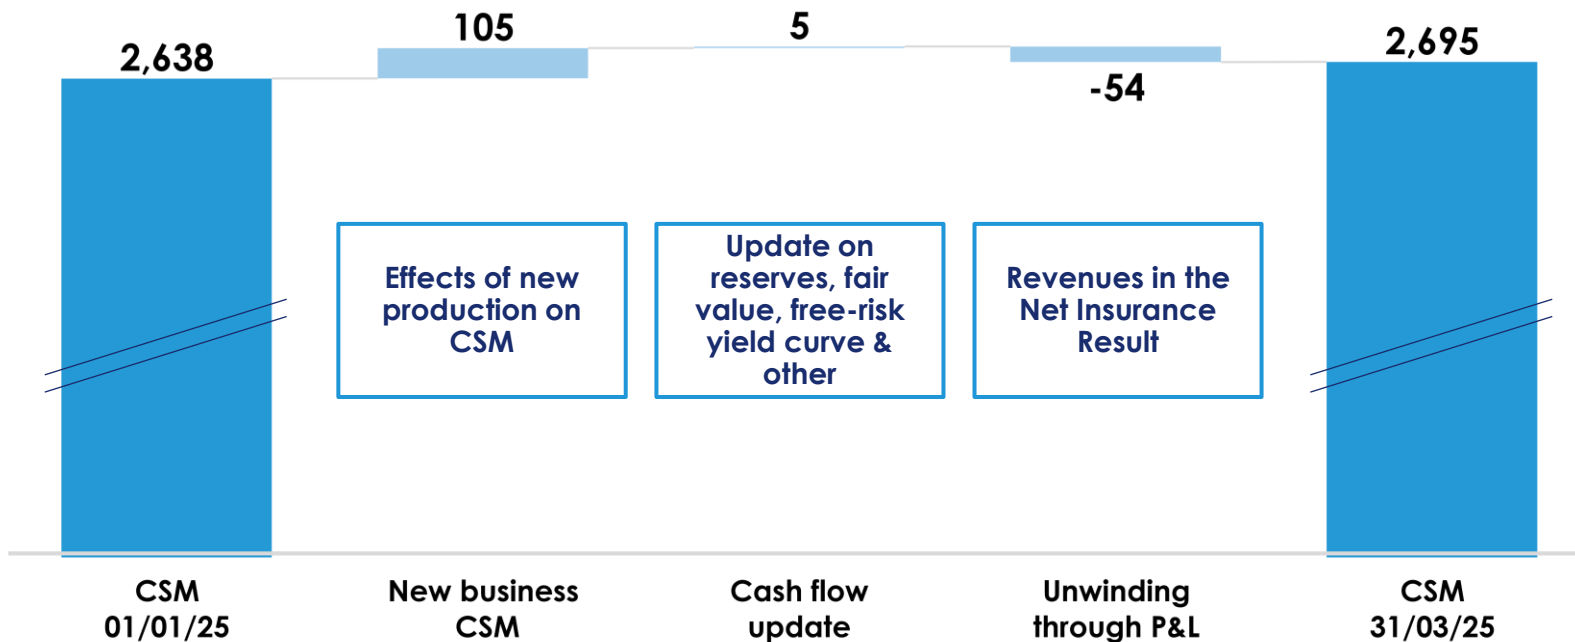 2,638
105
5
-54
2,695
Effects of new
production on
CSM
Update on
reserves, fair
value, free-risk
yield curve &
other
Revenues in the
Net Insurance
Result
CSM
01/01/25
New business
CSM
Cash flow
update
Unwinding
through P&L
CSM
31/03/25